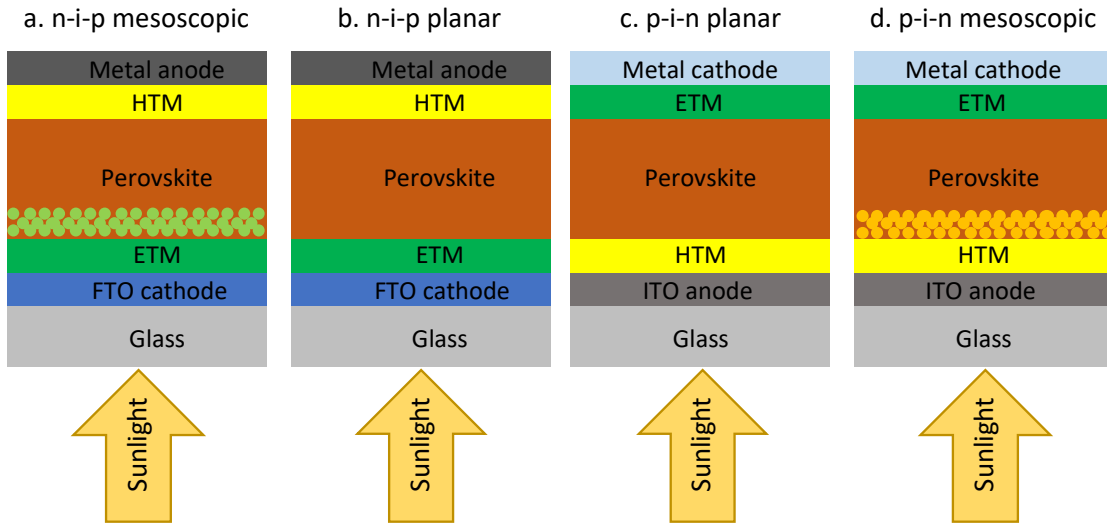 a. n-i-p mesoscopic
Metal anode
HTM
Perovskite
ETM
FTO cathode
Glass
Sunlight
b. n-i-p planar
Metal anode
HTM
Perovskite
ETM
FTO cathode
Glass
Sunlight
c. p-i-n planar
Metal cathode
ETM
Perovskite
HTM
ITO anode
Glass
Sunlight
d. p-i-n mesoscopic
Metal cathode
ETM
Perovskite
HTM
ITO anode
Glass
Sunlight